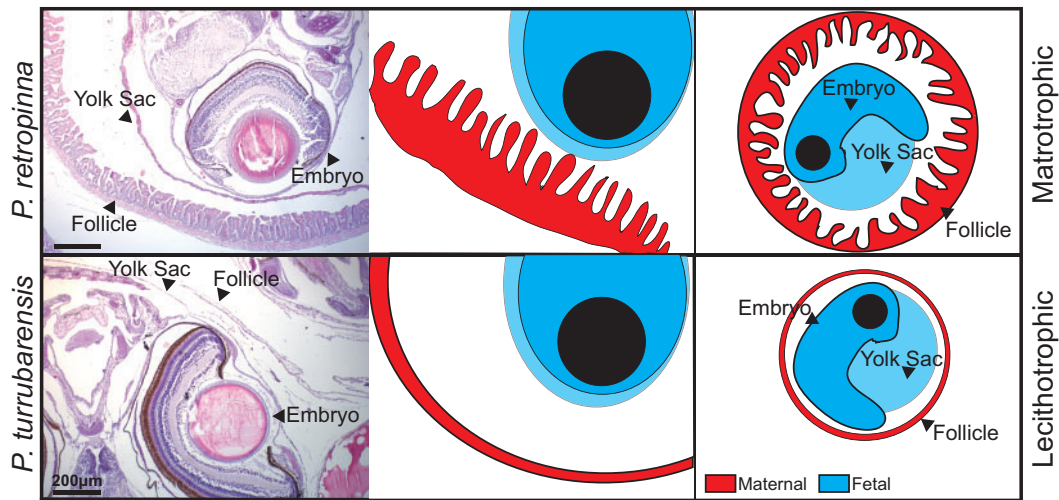 P. retropinna
Yolk Sac
Embryo
Follicle
Embryo
Yolk Sac
Follicle
Matrotrophic
P. turrubarensis
Yolk Sac
Follicle
Embryo
200μm
Embryo
Yolk Sac
Follicle
Maternal
Fetal
Lecithotrophic